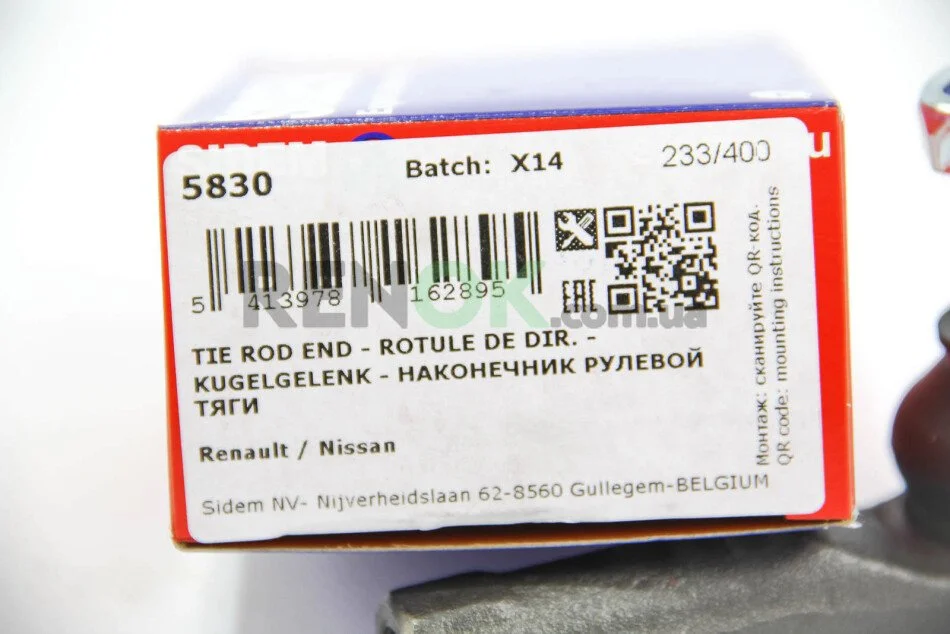 5830
Batch: X14
233/400
5 413978 162895
EAC
RENOK.com.ua
TIE ROD END - ROTULE DE DIR. -
KUGELGELENK - НАКОНЕЧНИК РУЛЕВОЙ
ТЯГИ
Renault / Nissan
Sidem NV- Nijverheidslaan 62-8560 Gullegem-BELGIUM
Монтаж: сканируйте QR-код.
QR code: mounting instructions